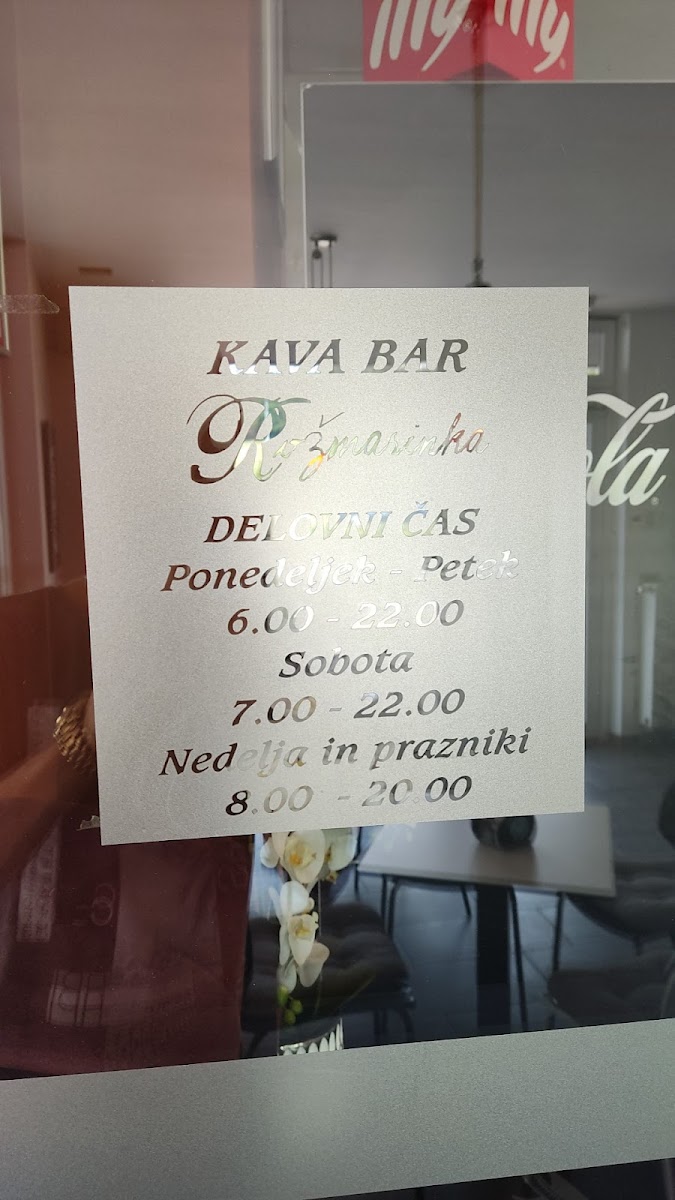 KAVA BAR
Rožmarinka
DELOVNI ČAS
Ponedeljek - Petek
6.00 - 22.00
Sobota
7.00 - 22.00
Nedelja in prazniki
8.00 - 20.00